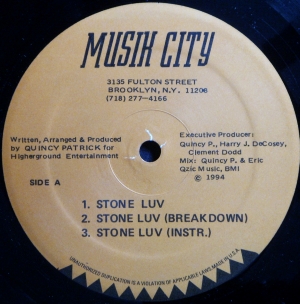 MUSIK CITY
3135 FULTON STREET
BROOKLYN, N.Y. 11208
(718) 277-4166
Written, Arranged & Produced
by QUINCY PATRICK for
Higherground Entertainment
Executive Producer:
Quincy P., Harry J. DeCosey,
Clement Dodd
Mix: Quincy P. & Eric
Qzic Music, BMI
℗ 1994
SIDE A
1. STONE LUV
2. STONE LUV (BREAKDOWN)
3. STONE LUV (INSTR.)
UNAUTHORIZED DUPLICATION IS A VIOLATION OF APPLICABLE LAWS. MADE IN U.S.A.